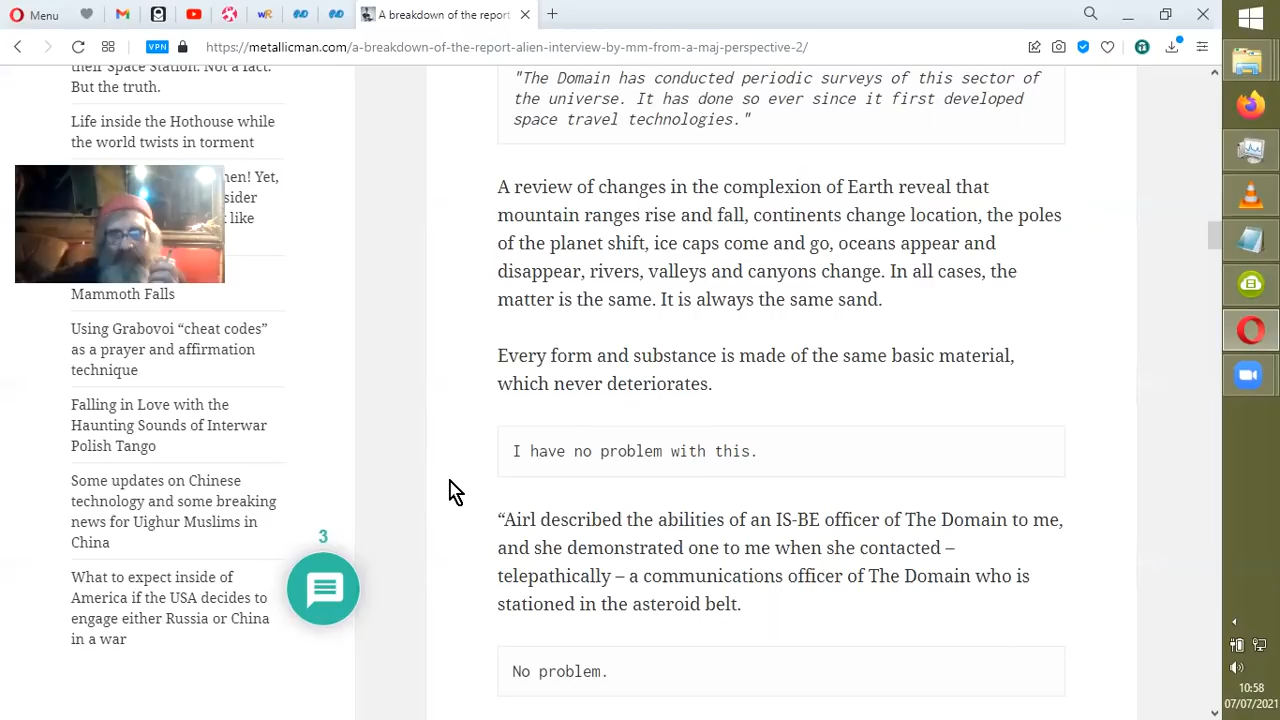 Menu
A breakdown of the report
VPN
https://metallicman.com/a-breakdown-of-the-report-alien-interview-by-mm-from-a-maj-perspective-2/
their Space Station. Not a fact.
But the truth.
Life inside the Hothouse while
the world twists in torment
nen! Yet,
sider
like
Mammoth Falls
Using Grabovoi “cheat codes”
as a prayer and affirmation
technique
Falling in Love with the
Haunting Sounds of Interwar
Polish Tango
Some updates on Chinese
technology and some breaking
news for Uighur Muslims in
China
What to expect inside of
America if the USA decides to
engage either Russia or China
in a war
3
"The Domain has conducted periodic surveys of this sector of
the universe. It has done so ever since it first developed
space travel technologies."
A review of changes in the complexion of Earth reveal that
mountain ranges rise and fall, continents change location, the poles
of the planet shift, ice caps come and go, oceans appear and
disappear, rivers, valleys and canyons change. In all cases, the
matter is the same. It is always the same sand.
Every form and substance is made of the same basic material,
which never deteriorates.
I have no problem with this.
“Airl described the abilities of an IS-BE officer of The Domain to me,
and she demonstrated one to me when she contacted –
telepathically – a communications officer of The Domain who is
stationed in the asteroid belt.
No problem.
10:58
07/07/2021